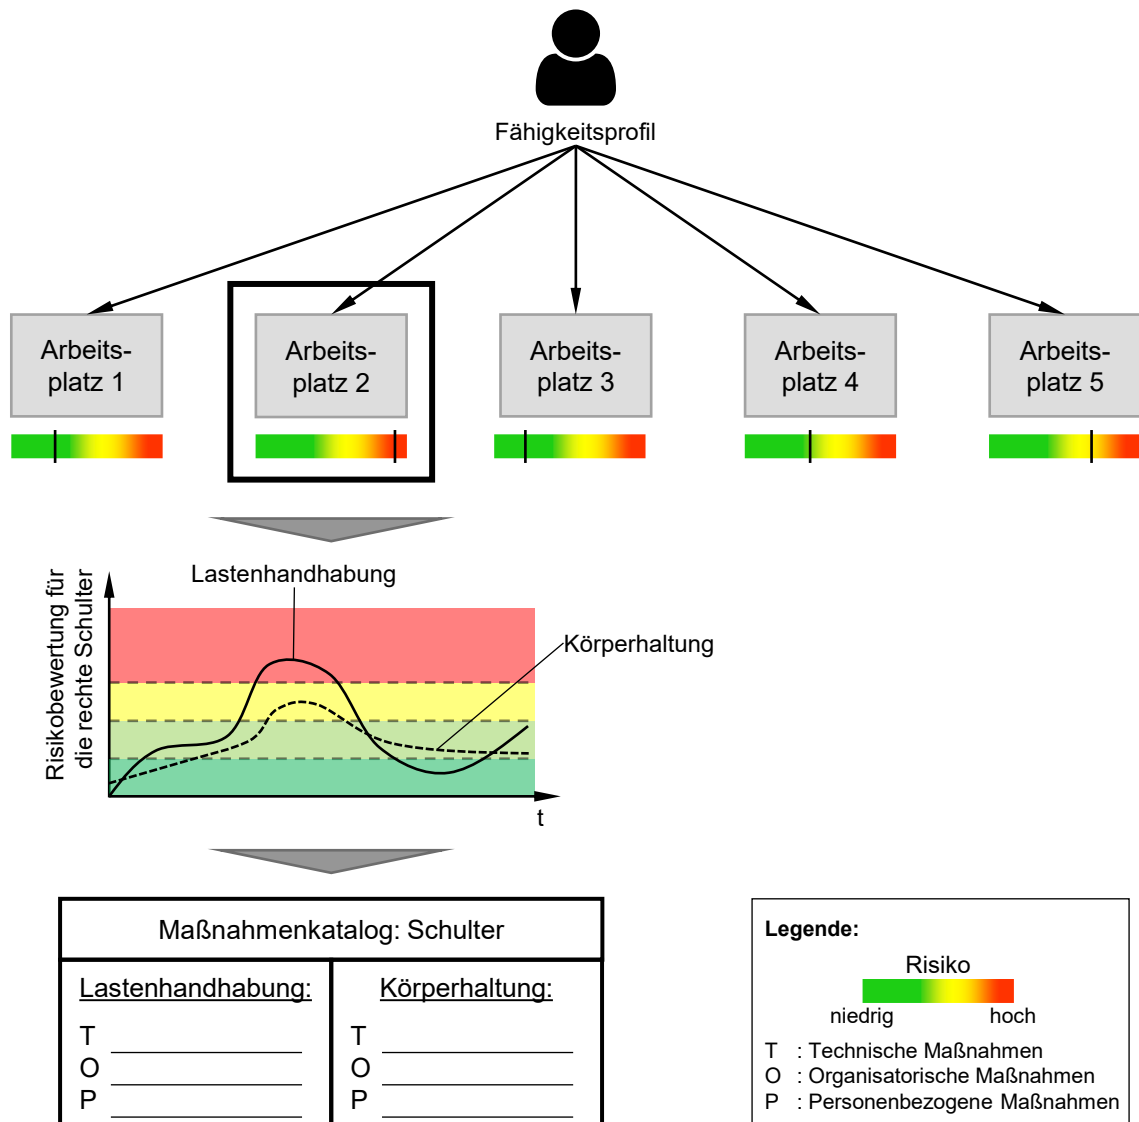 Fähigkeitsprofil
Arbeits-
platz 1
Arbeits-
platz 2
Arbeits-
platz 3
Arbeits-
platz 4
Arbeits-
platz 5
Lastenhandhabung
Körperhaltung
Risikobewertung für
die rechte Schulter
t
Maßnahmenkatalog: Schulter
Lastenhandhabung:
T
O
P
Körperhaltung:
T
O
P
Legende:
Risiko
niedrig hoch
T : Technische Maßnahmen
O : Organisatorische Maßnahmen
P : Personenbezogene Maßnahmen